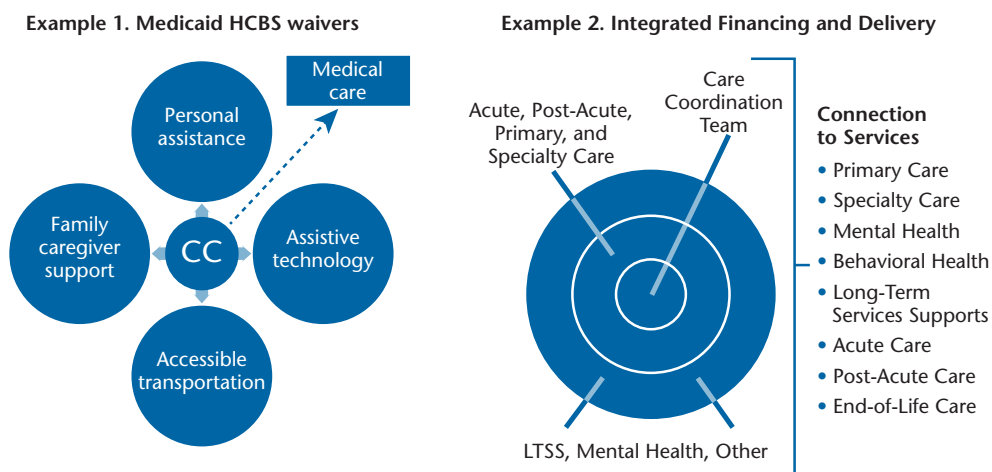 Example 1. Medicaid HCBS waivers
Medical
care
Personal
assistance
Family
caregiver
support
CC
Assistive
technology
Accessible
transportation
Example 2. Integrated Financing and Delivery
Acute, Post-Acute,
Primary, and
Specialty Care
Care
Coordination
Team
LTSS, Mental Health, Other
Connection
to Services
• Primary Care
• Specialty Care
• Mental Health
• Behavioral Health
• Long-Term
Services Supports
• Acute Care
• Post-Acute Care
• End-of-Life Care